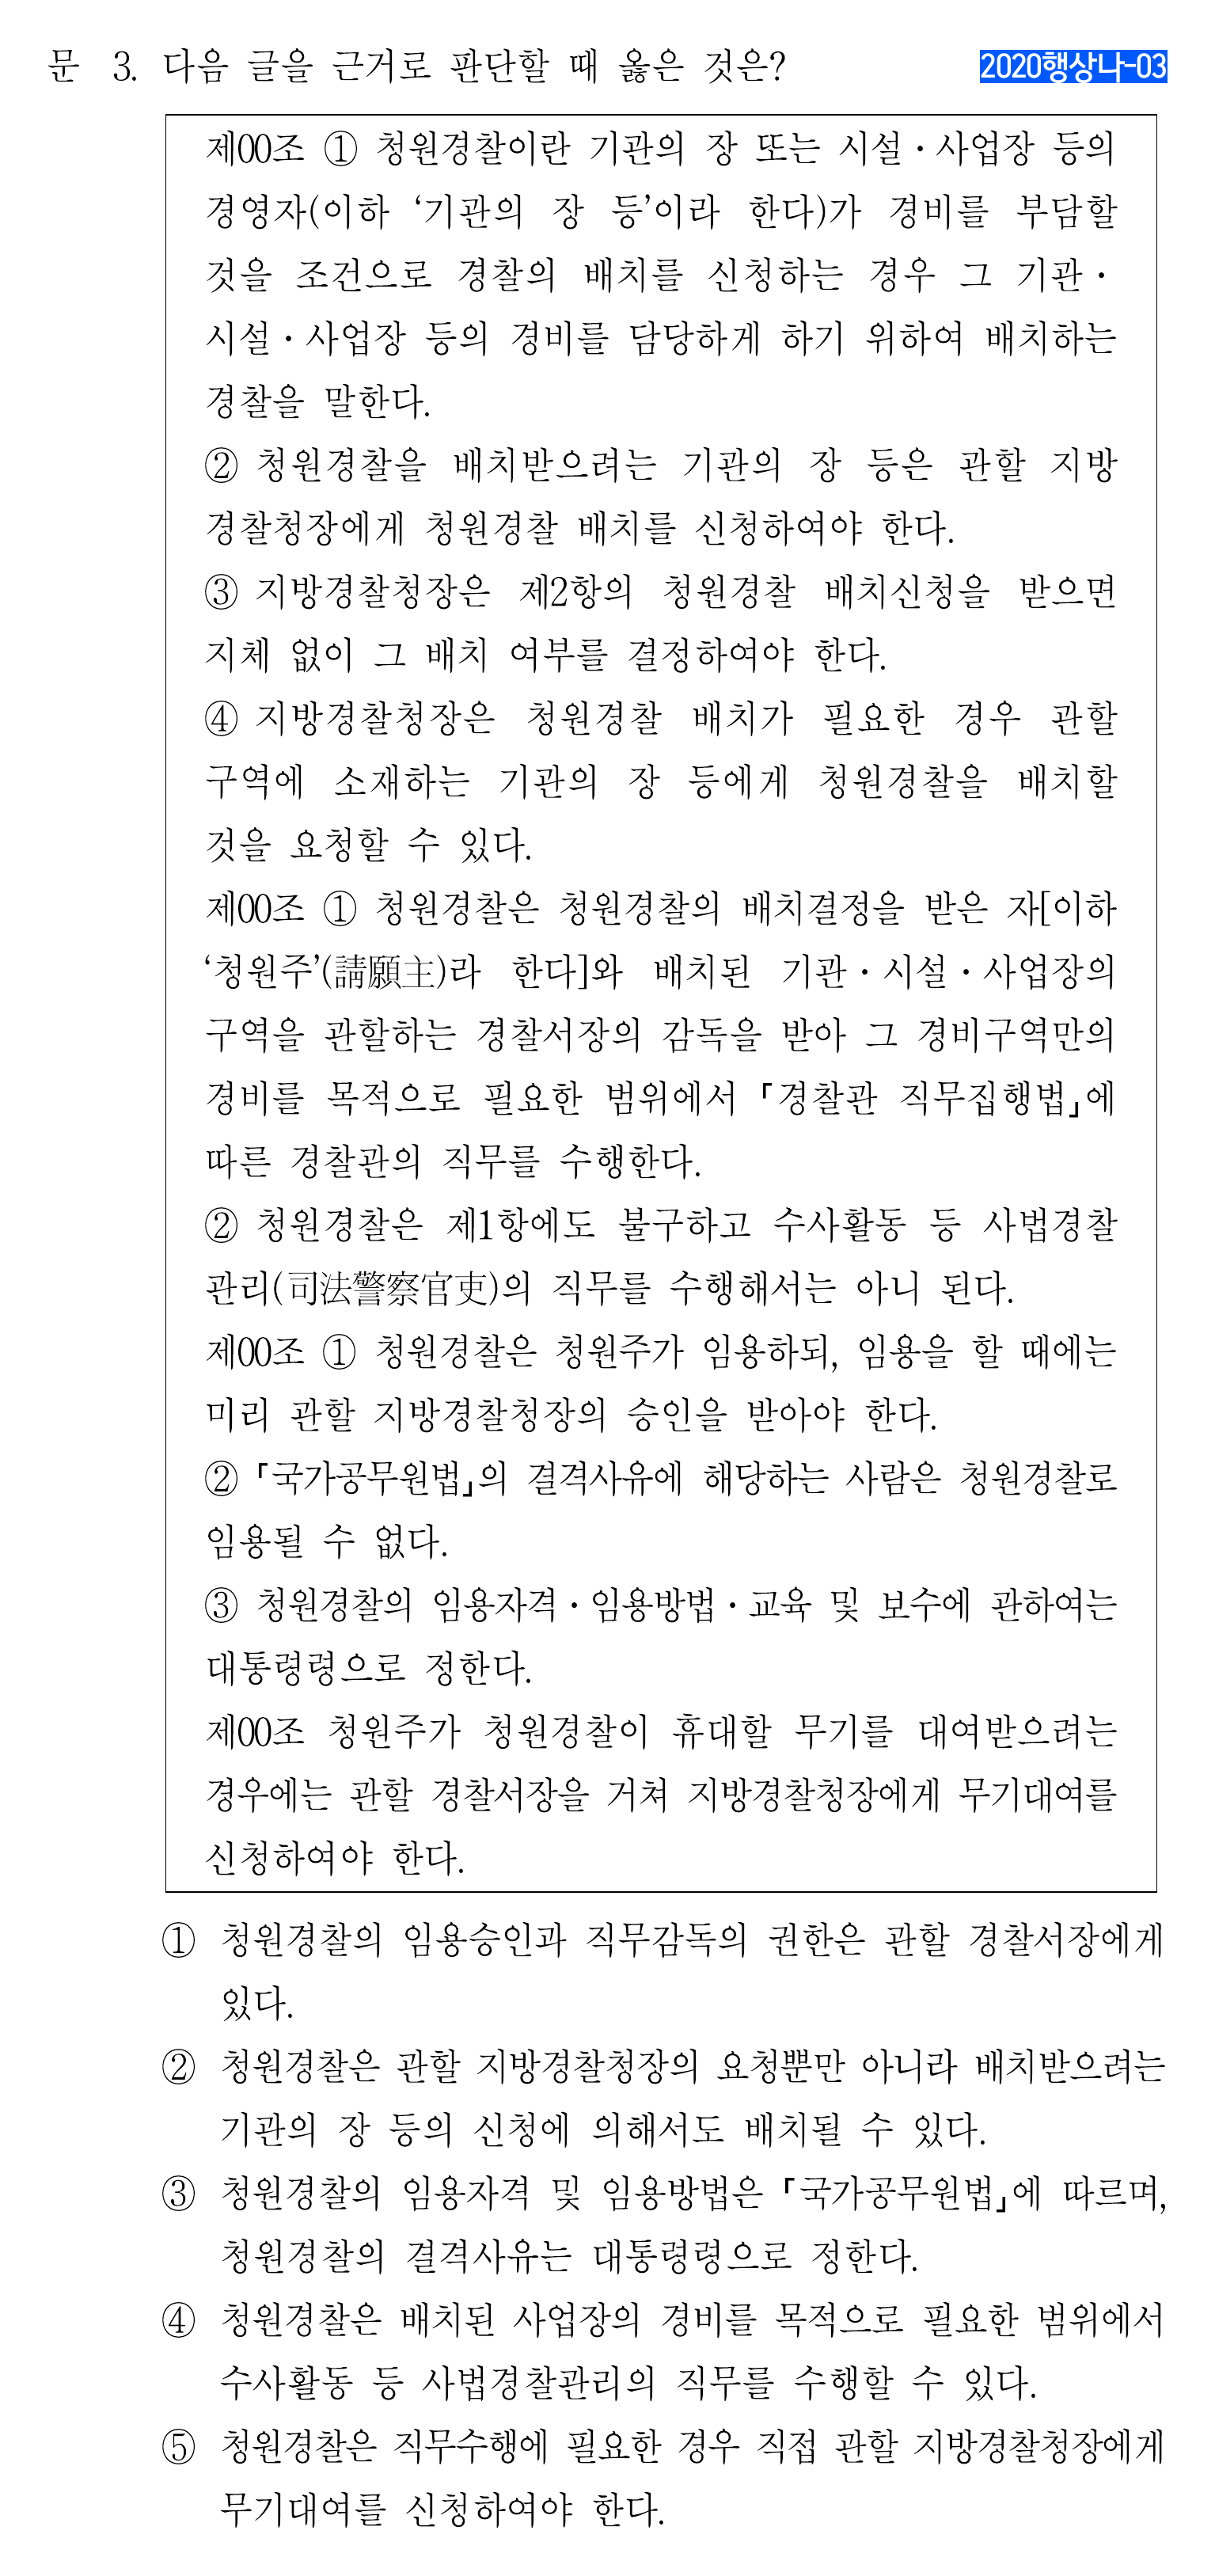 문 3. 다음 글을 근거로 판단할 때 옳은 것은?
2020행상나-03
제00조 ① 청원경찰이란 기관의 장 또는 시설·사업장 등의
경영자(이하 ‘기관의 장 등’이라 한다)가 경비를 부담할
것을 조건으로 경찰의 배치를 신청하는 경우 그 기관·
시설·사업장 등의 경비를 담당하게 하기 위하여 배치하는
경찰을 말한다.
② 청원경찰을 배치받으려는 기관의 장 등은 관할 지방
경찰청장에게 청원경찰 배치를 신청하여야 한다.
③ 지방경찰청장은 제2항의 청원경찰 배치신청을 받으면
지체 없이 그 배치 여부를 결정하여야 한다.
④ 지방경찰청장은 청원경찰 배치가 필요한 경우 관할
구역에 소재하는 기관의 장 등에게 청원경찰을 배치할
것을 요청할 수 있다.
제00조 ① 청원경찰은 청원경찰의 배치결정을 받은 자[이하
‘청원주’(請願主)라 한다]와 배치된 기관·시설·사업장의
구역을 관할하는 경찰서장의 감독을 받아 그 경비구역만의
경비를 목적으로 필요한 범위에서 ｢경찰관 직무집행법｣에
따른 경찰관의 직무를 수행한다.
② 청원경찰은 제1항에도 불구하고 수사활동 등 사법경찰
관리(司法警察官吏)의 직무를 수행해서는 아니 된다.
제00조 ① 청원경찰은 청원주가 임용하되, 임용을 할 때에는
미리 관할 지방경찰청장의 승인을 받아야 한다.
② ｢국가공무원법｣의 결격사유에 해당하는 사람은 청원경찰로
임용될 수 없다.
③ 청원경찰의 임용자격·임용방법·교육 및 보수에 관하여는
대통령령으로 정한다.
제00조 청원주가 청원경찰이 휴대할 무기를 대여받으려는
경우에는 관할 경찰서장을 거쳐 지방경찰청장에게 무기대여를
신청하여야 한다.
① 청원경찰의 임용승인과 직무감독의 권한은 관할 경찰서장에게
있다.
② 청원경찰은 관할 지방경찰청장의 요청뿐만 아니라 배치받으려는
기관의 장 등의 신청에 의해서도 배치될 수 있다.
③ 청원경찰의 임용자격 및 임용방법은 ｢국가공무원법｣에 따르며,
청원경찰의 결격사유는 대통령령으로 정한다.
④ 청원경찰은 배치된 사업장의 경비를 목적으로 필요한 범위에서
수사활동 등 사법경찰관리의 직무를 수행할 수 있다.
⑤ 청원경찰은 직무수행에 필요한 경우 직접 관할 지방경찰청장에게
무기대여를 신청하여야 한다.